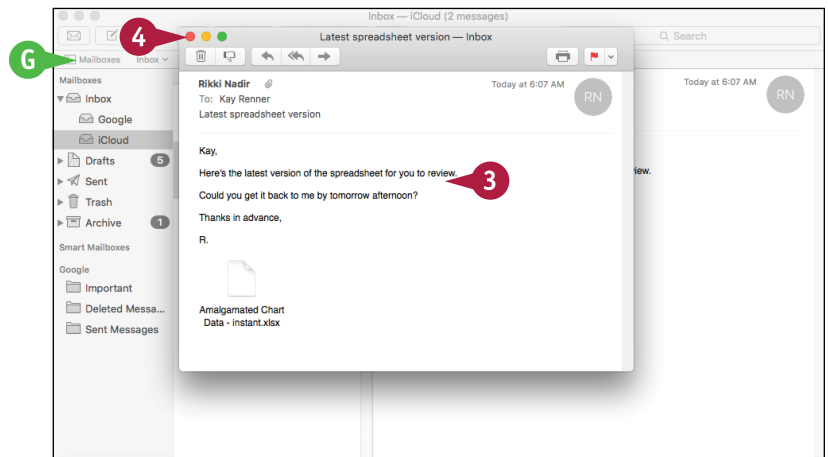 Inbox — iCloud (2 messages)
4
Latest spreadsheet version — Inbox
Search
G
Mailboxes Inbox
Mailboxes
Inbox
Google
iCloud
Drafts 5
Sent
Trash
Archive 1
Smart Mailboxes
Google
Important
Deleted Messa...
Sent Messages
Rikki Nadir Today at 6:07 AM
RN
To: Kay Renner
Latest spreadsheet version
Kay,
Here's the latest version of the spreadsheet for you to review.
3
Could you get it back to me by tomorrow afternoon?
Thanks in advance,
R.
Amalgamated Chart
Data - instant.xlsx
Today at 6:07 AM
RN
iew.